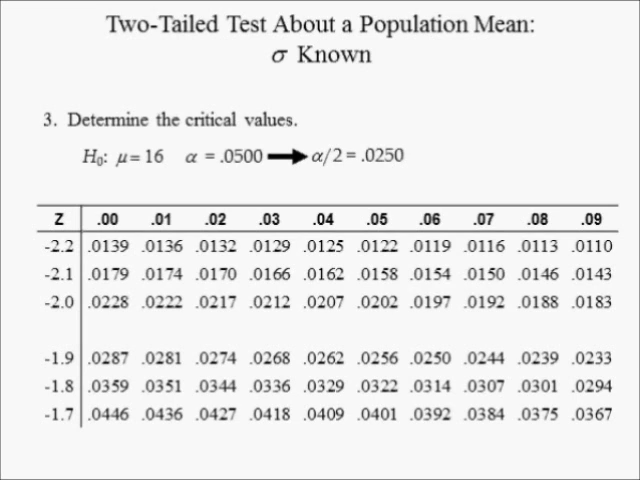 Two-Tailed Test About a Population Mean:
σ Known
3. Determine the critical values.
H₀: μ = 16 α = .0500 ➡ α/2 = .0250
Z .00 .01 .02 .03 .04 .05 .06 .07 .08 .09
-2.2 .0139 .0136 .0132 .0129 .0125 .0122 .0119 .0116 .0113 .0110
-2.1 .0179 .0174 .0170 .0166 .0162 .0158 .0154 .0150 .0146 .0143
-2.0 .0228 .0222 .0217 .0212 .0207 .0202 .0197 .0192 .0188 .0183
-1.9 .0287 .0281 .0274 .0268 .0262 .0256 .0250 .0244 .0239 .0233
-1.8 .0359 .0351 .0344 .0336 .0329 .0322 .0314 .0307 .0301 .0294
-1.7 .0446 .0436 .0427 .0418 .0409 .0401 .0392 .0384 .0375 .0367